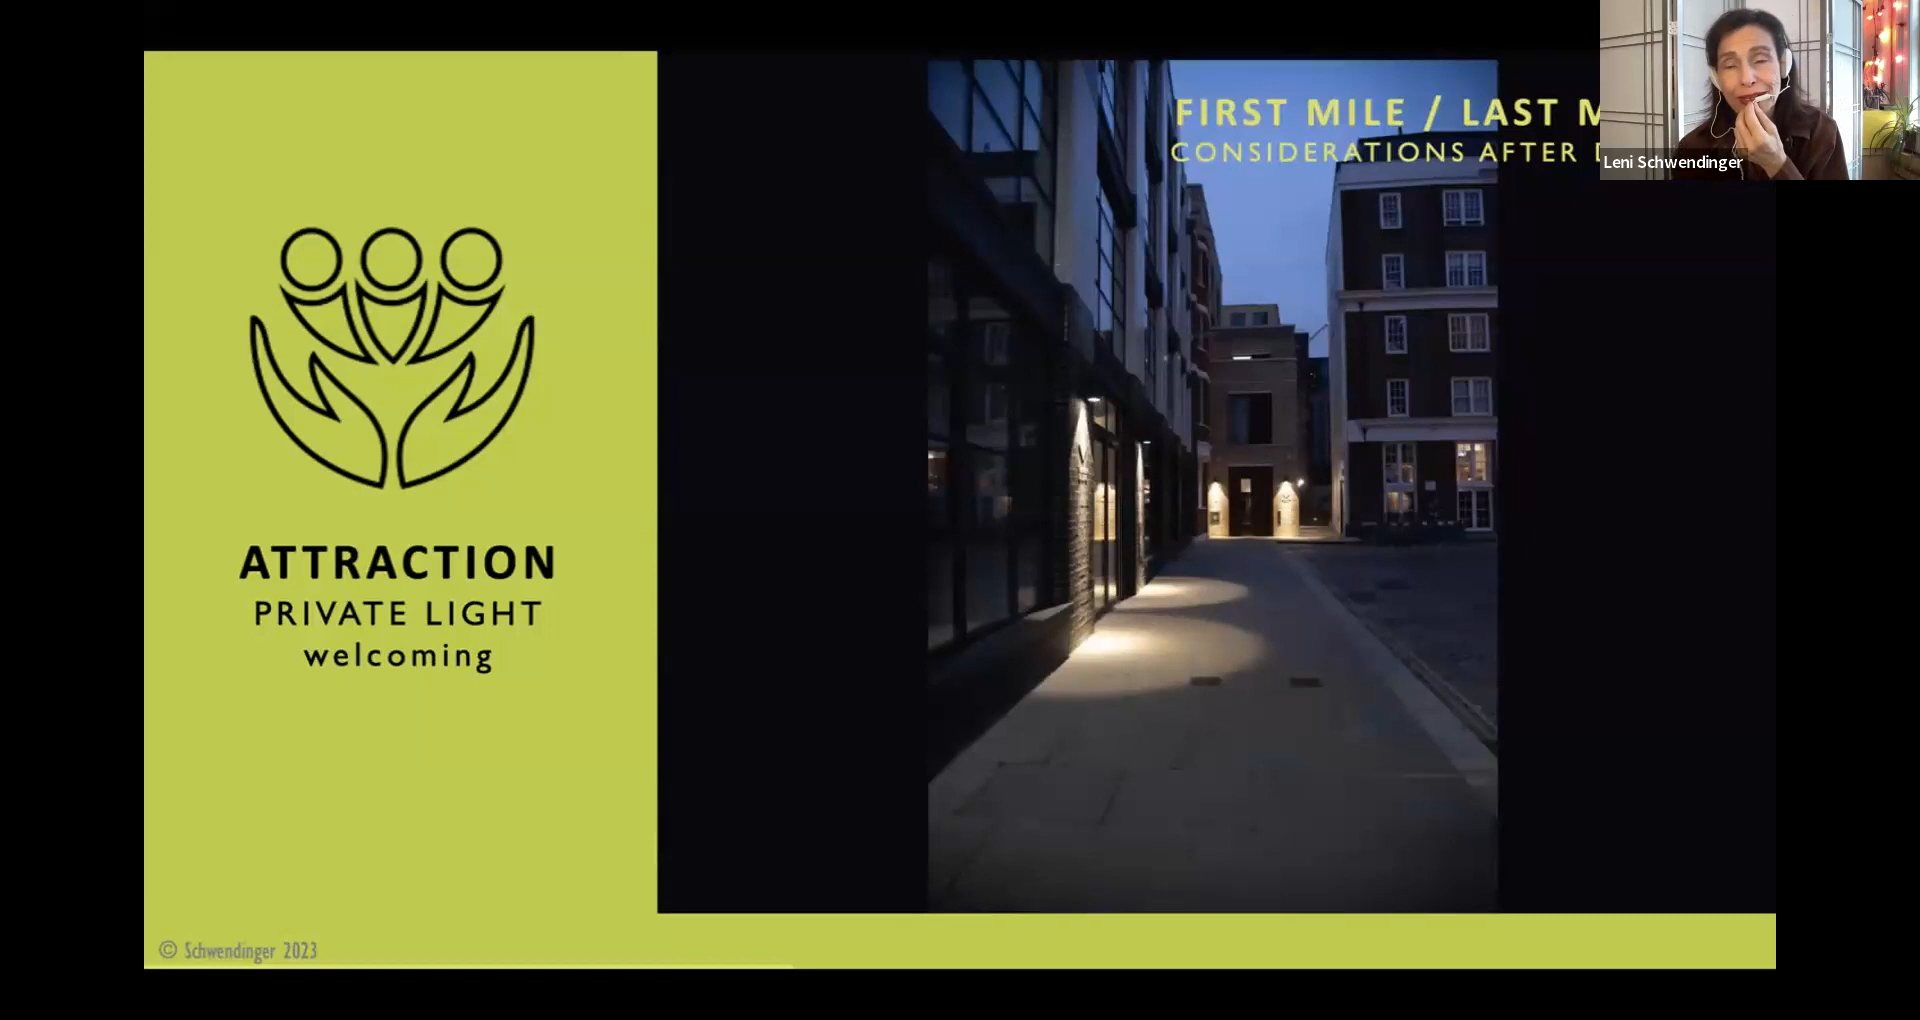 FIRST MILE / LAST
CONSIDERATIONS AFTER
Leni Schwendinger
ATTRACTION
PRIVATE LIGHT
welcoming
© Schwendinger 2023